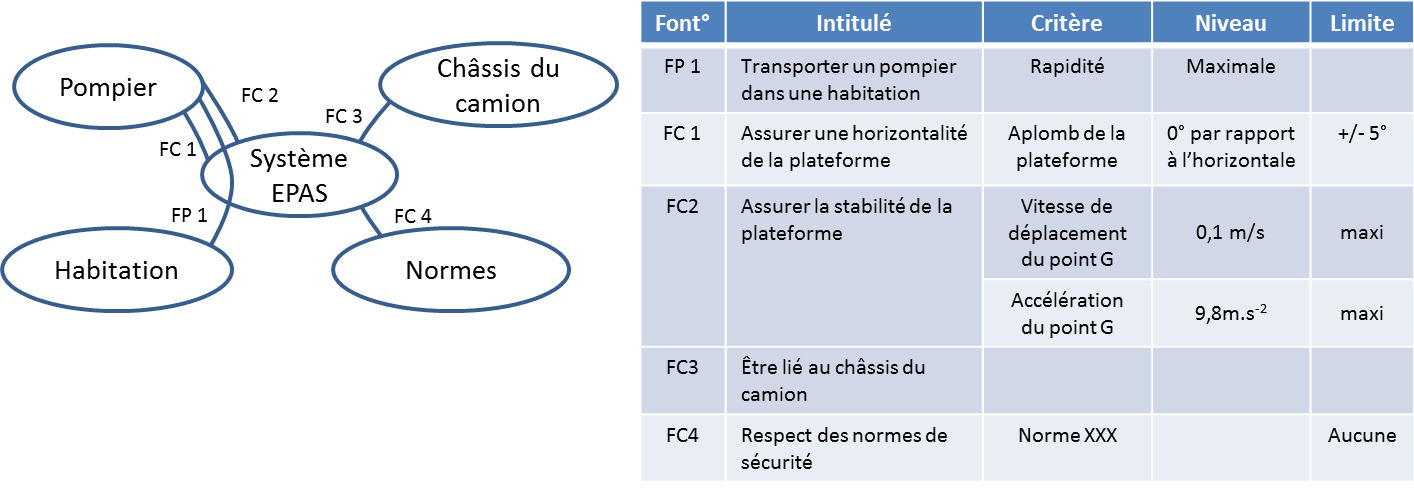 Pompier
Châssis du
camion
FC 2
FC 3
FC 1
Système
EPAS
FP 1
FC 4
Habitation
Normes
Font° Intitulé Critère Niveau Limite
FP 1 Transporter un pompier Rapidité Maximale
dans une habitation
FC 1 Assurer une horizontalité Aplomb de la 0° par rapport +/- 5°
de la plateforme plateforme à l’horizontale
FC2 Assurer la stabilité de la
plateforme
Vitesse de
déplacement 0,1 m/s maxi
du point G
Accélération 9,8m.s-2 maxi
du point G
FC3 Être lié au châssis du
camion
FC4 Respect des normes de Norme XXX Aucune
sécurité